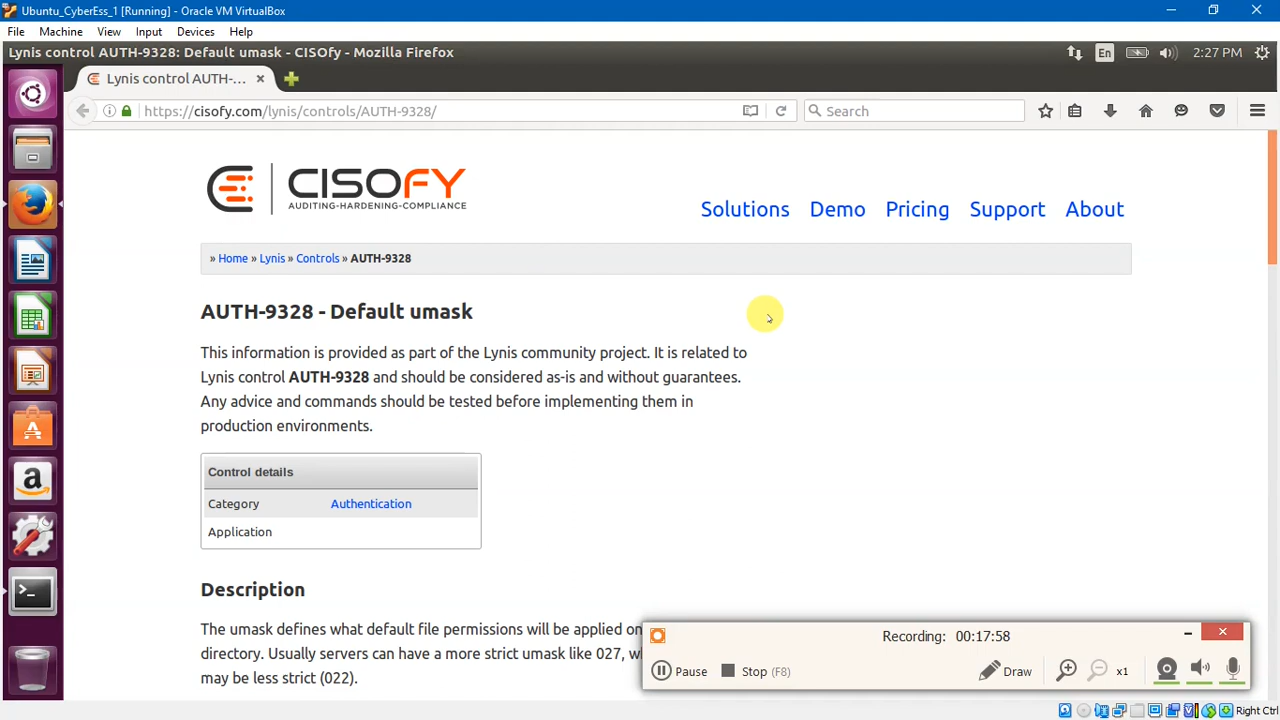 Ubuntu_CyberEss_1 [Running] - Oracle VM VirtualBox
File Machine View Input Devices Help
Lynis control AUTH-9328: Default umask - CISOfy - Mozilla Firefox
En 2:27 PM
Lynis control AUTH-...
https://cisofy.com/lynis/controls/AUTH-9328/
Search
CISOFY
AUDITING-HARDENING-COMPLIANCE
Solutions Demo Pricing Support About
» Home » Lynis » Controls » AUTH-9328
AUTH-9328 - Default umask
This information is provided as part of the Lynis community project. It is related to
Lynis control AUTH-9328 and should be considered as-is and without guarantees.
Any advice and commands should be tested before implementing them in
production environments.
Control details
Category Authentication
Application
Description
The umask defines what default file permissions will be applied on
directory. Usually servers can have a more strict umask like 027, w
may be less strict (022).
Recording: 00:17:58
Pause Stop (F8) Draw x1
Right Ctrl